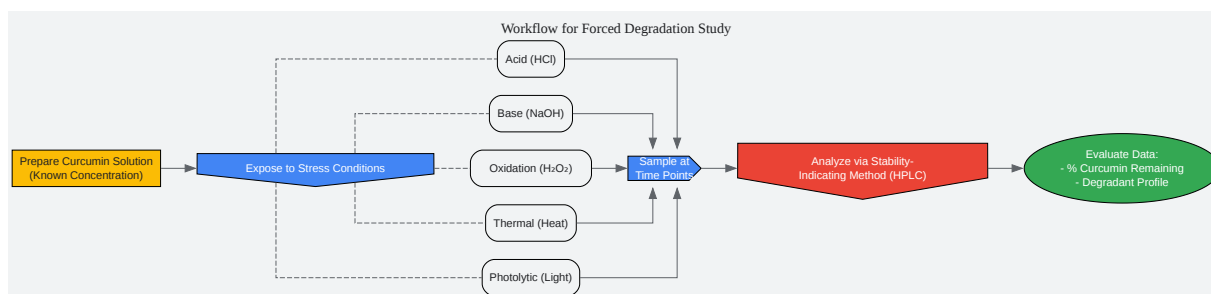 Workflow for Forced Degradation Study
Acid (HCl)
Base (NaOH)
Prepare Curcumin Solution
(Known Concentration)
Expose to Stress Conditions
Oxidation (H₂O₂)
Sample at
Time Points
Analyze via Stability-
Indicating Method (HPLC)
Evaluate Data:
- % Curcumin Remaining
- Degradant Profile
Thermal (Heat)
Photolytic (Light)